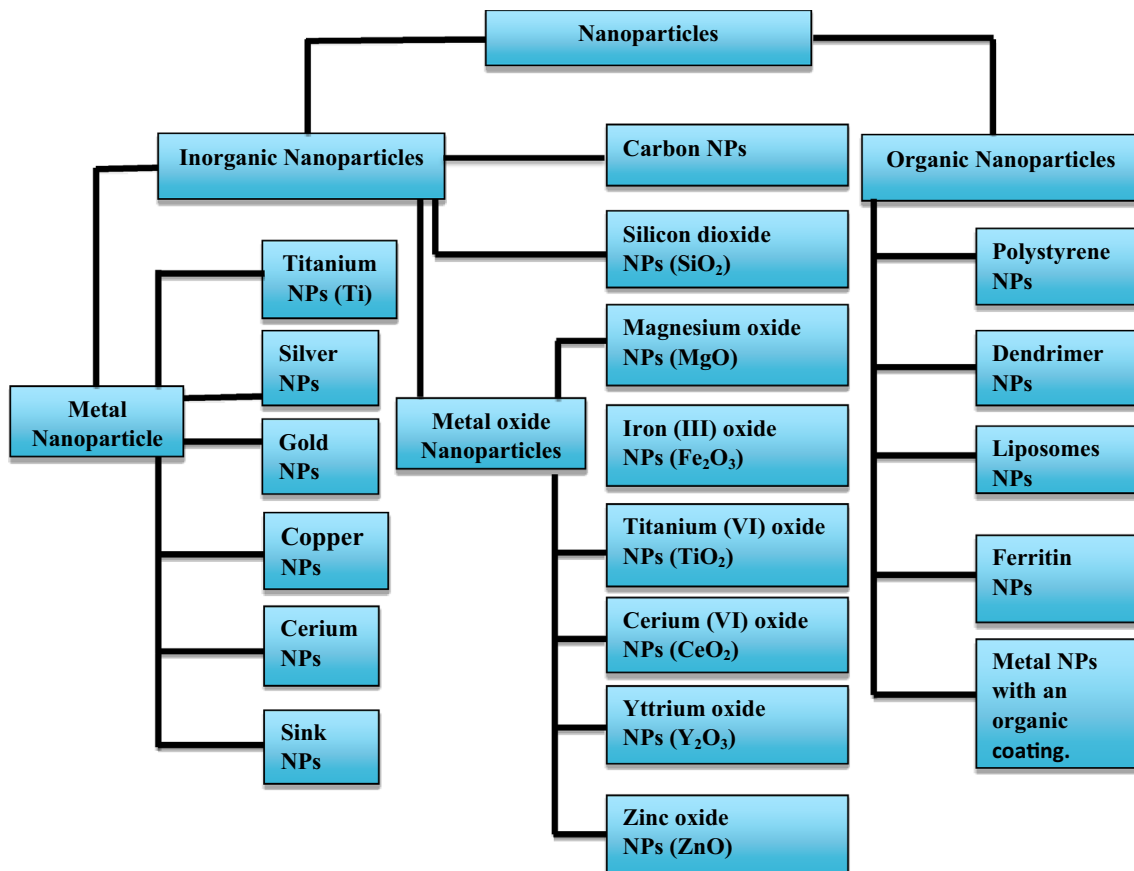 Nanoparticles
Inorganic Nanoparticles
Carbon NPs
Organic Nanoparticles
Silicon dioxide
NPs (SiO₂)
Titanium
NPs (Ti)
Polystyrene
NPs
Magnesium oxide
NPs (MgO)
Silver
NPs
Dendrimer
NPs
Metal
Nanoparticle
Metal oxide
Nanoparticles
Gold
NPs
Iron (III) oxide
NPs (Fe₂O₃)
Liposomes
NPs
Copper
NPs
Titanium (VI) oxide
NPs (TiO₂)
Ferritin
NPs
Cerium
NPs
Cerium (VI) oxide
NPs (CeO₂)
Metal NPs
with an
organic
coating.
Sink
NPs
Yttrium oxide
NPs (Y₂O₃)
Zinc oxide
NPs (ZnO)